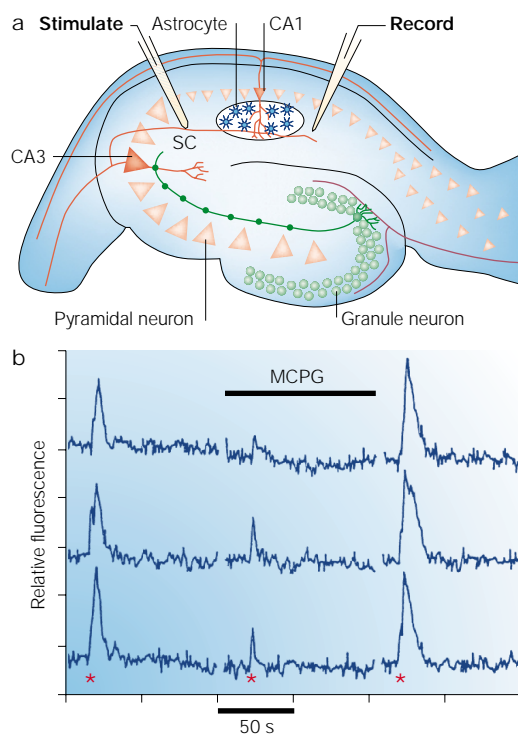 a
Stimulate
Astrocyte
CA1
Record
SC
CA3
Pyramidal neuron
Granule neuron
b
MCPG
Relative fluorescence
*
*
*
50 s